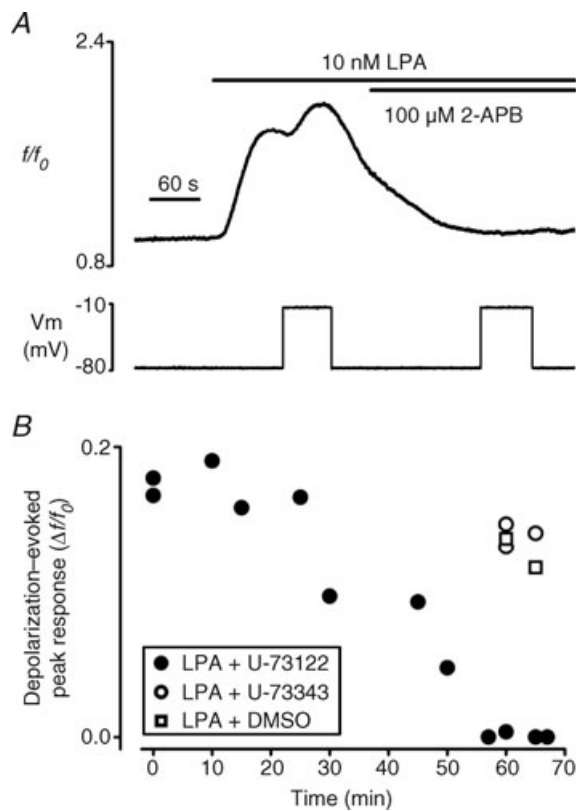 A
2.4
10 nM LPA
100 µM 2-APB
f/f0
60 s
0.8
-10
Vm
(mV)
-80
B
0.2
Depolarization–evoked
peak response (Δf/f0)
LPA + U-73122
LPA + U-73343
LPA + DMSO
0.0
0 10 20 30 40 50 60 70
Time (min)